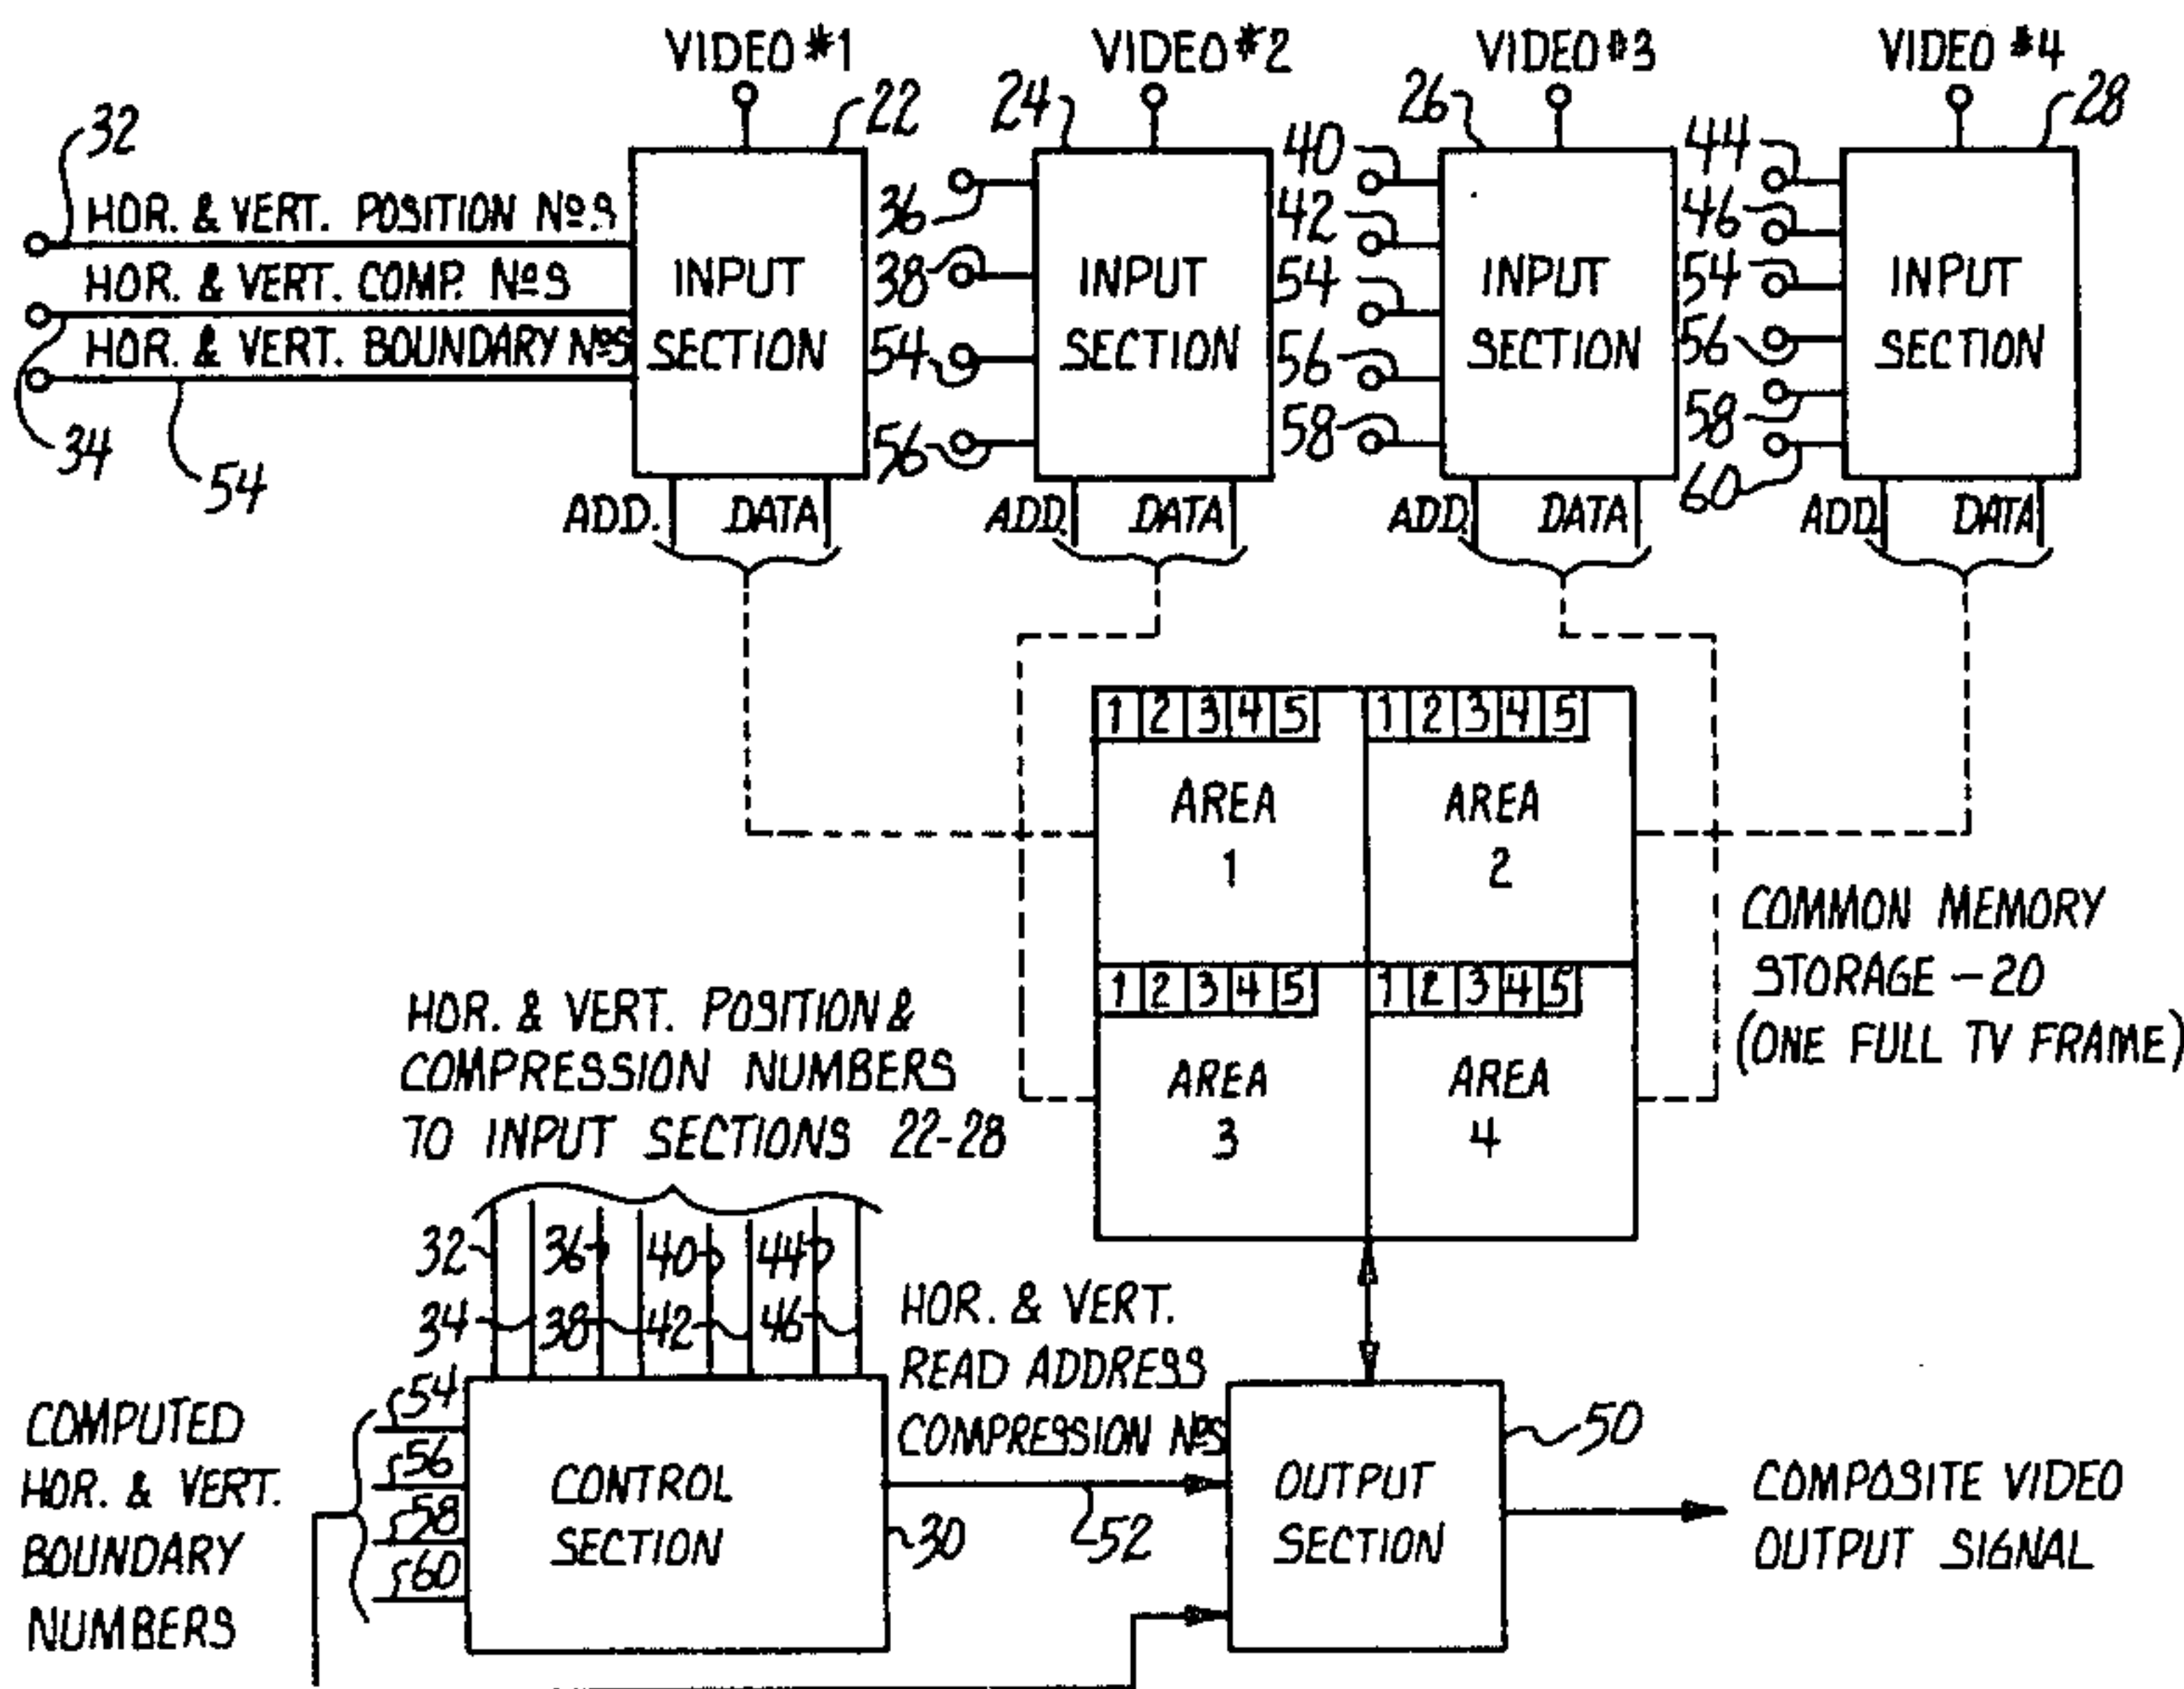 VIDEO #1
VIDEO #2
VIDEO #3
VIDEO #4
32
22
24
26
28
HOR. & VERT. POSITION Nº.S
HOR. & VERT. COMP. NºS
HOR. & VERT. BOUNDARY NºS
34
54
INPUT
SECTION
36
38
54
56
INPUT
SECTION
40
42
54
56
58
INPUT
SECTION
44
46
54
56
58
60
INPUT
SECTION
ADD. DATA
ADD. DATA
ADD. DATA
ADD. DATA
1 2 3 4 5
1 2 3 4 5
AREA
1
AREA
2
1 2 3 4 5
1 2 3 4 5
AREA
3
AREA
4
COMMON MEMORY
STORAGE - 20
(ONE FULL TV FRAME)
HOR. & VERT. POSITION &
COMPRESSION NUMBERS
TO INPUT SECTIONS 22-28
32 36 40 44
34 38 42 46
HOR. & VERT.
READ ADDRESS
COMPRESSION NºS
COMPUTED
HOR. & VERT.
BOUNDARY
NUMBERS
54
56
58
60
CONTROL
SECTION
30
52
OUTPUT
SECTION
50
COMPOSITE VIDEO
OUTPUT SIGNAL